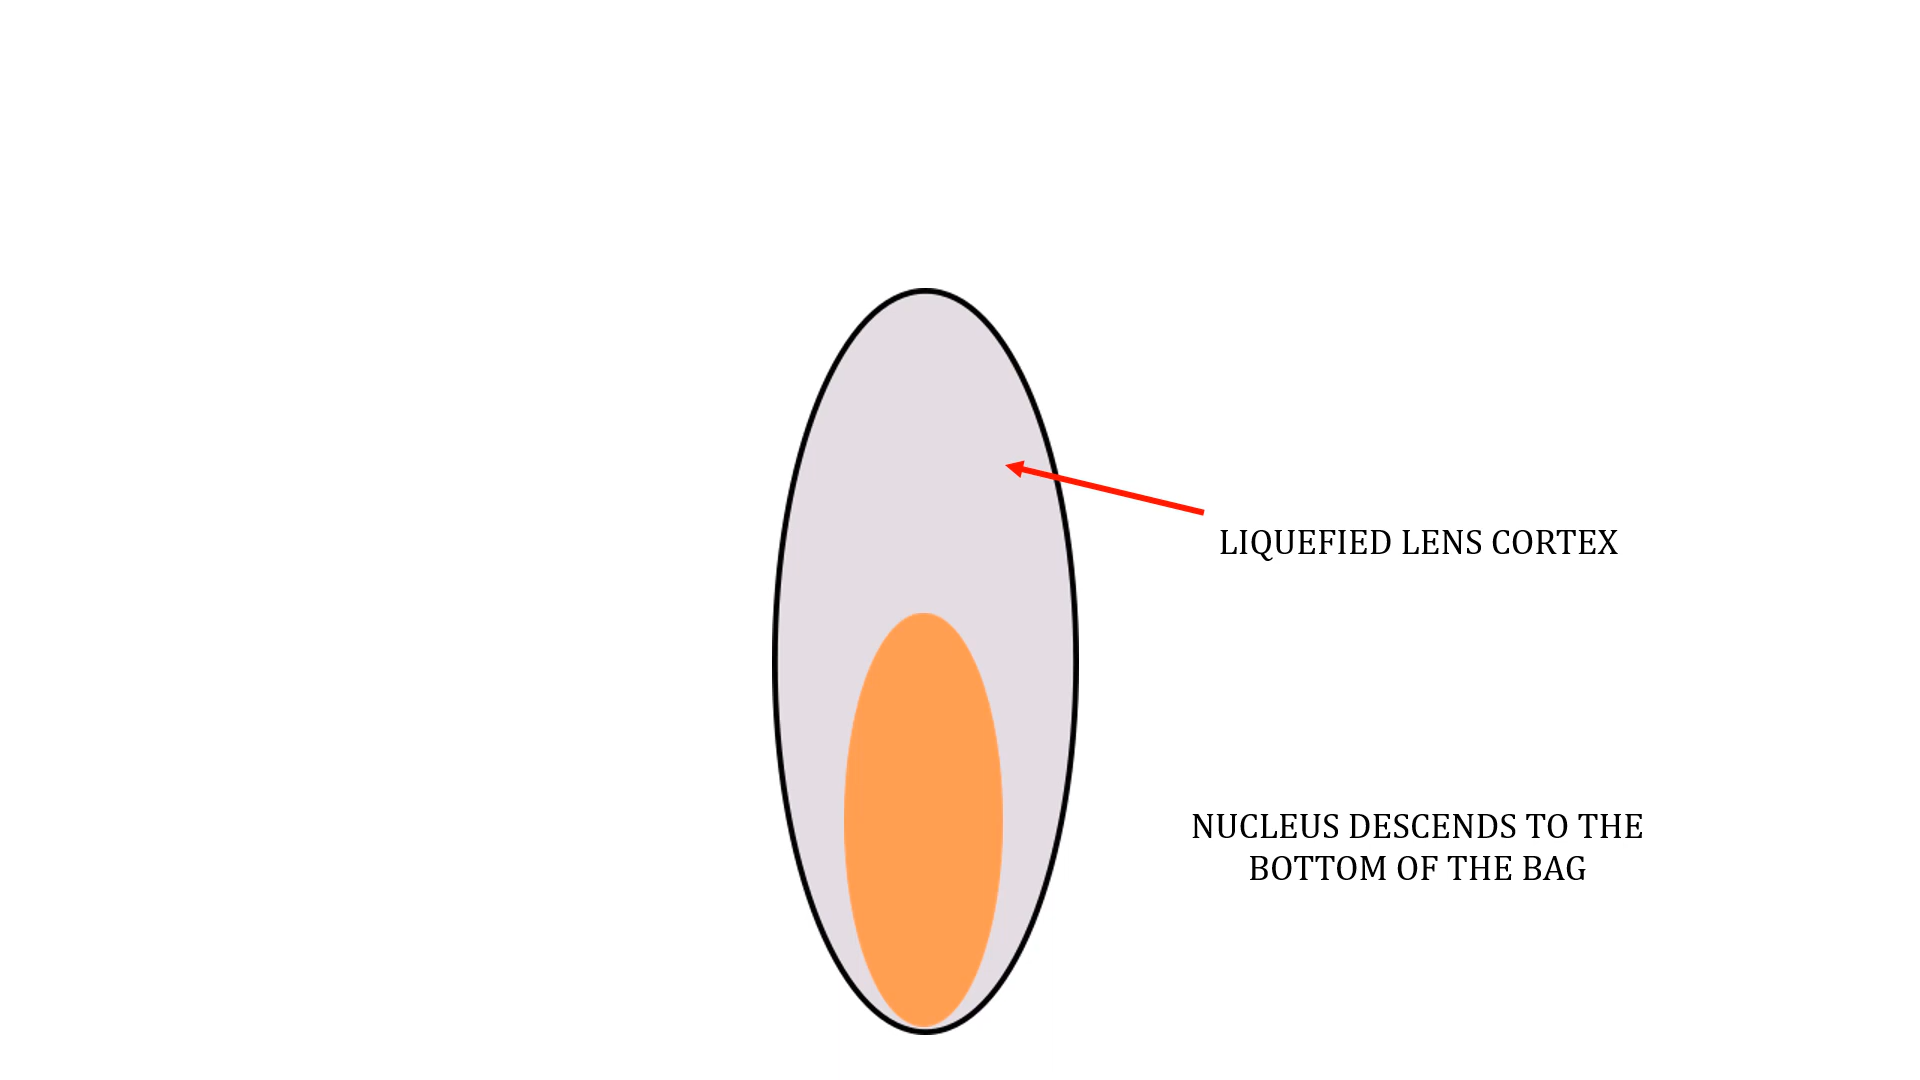 LIQUEFIED LENS CORTEX
NUCLEUS DESCENDS TO THE
BOTTOM OF THE BAG